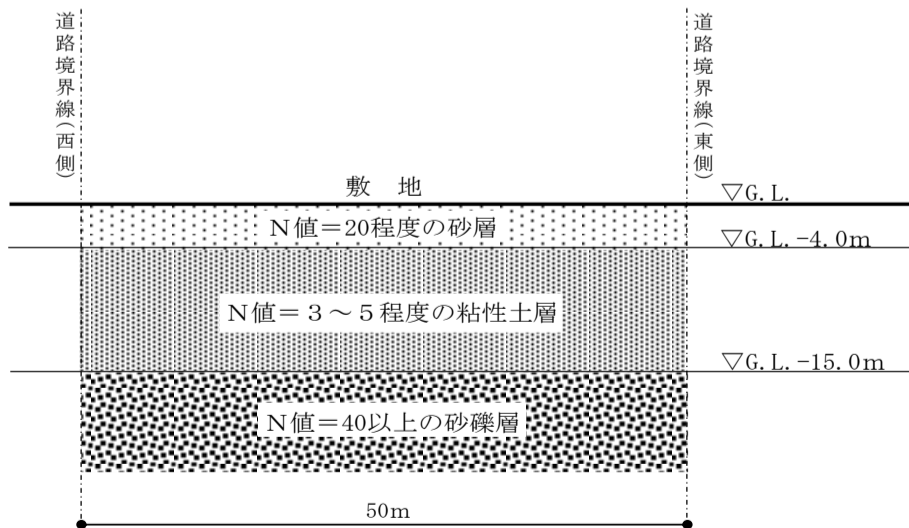 道路境界線(西側)
道路境界線(東側)
敷　地
▽G.L.
N値=20程度の砂層
▽G.L.-4.0m
N値=3～5程度の粘性土層
▽G.L.-15.0m
N値=40以上の砂礫層
50m